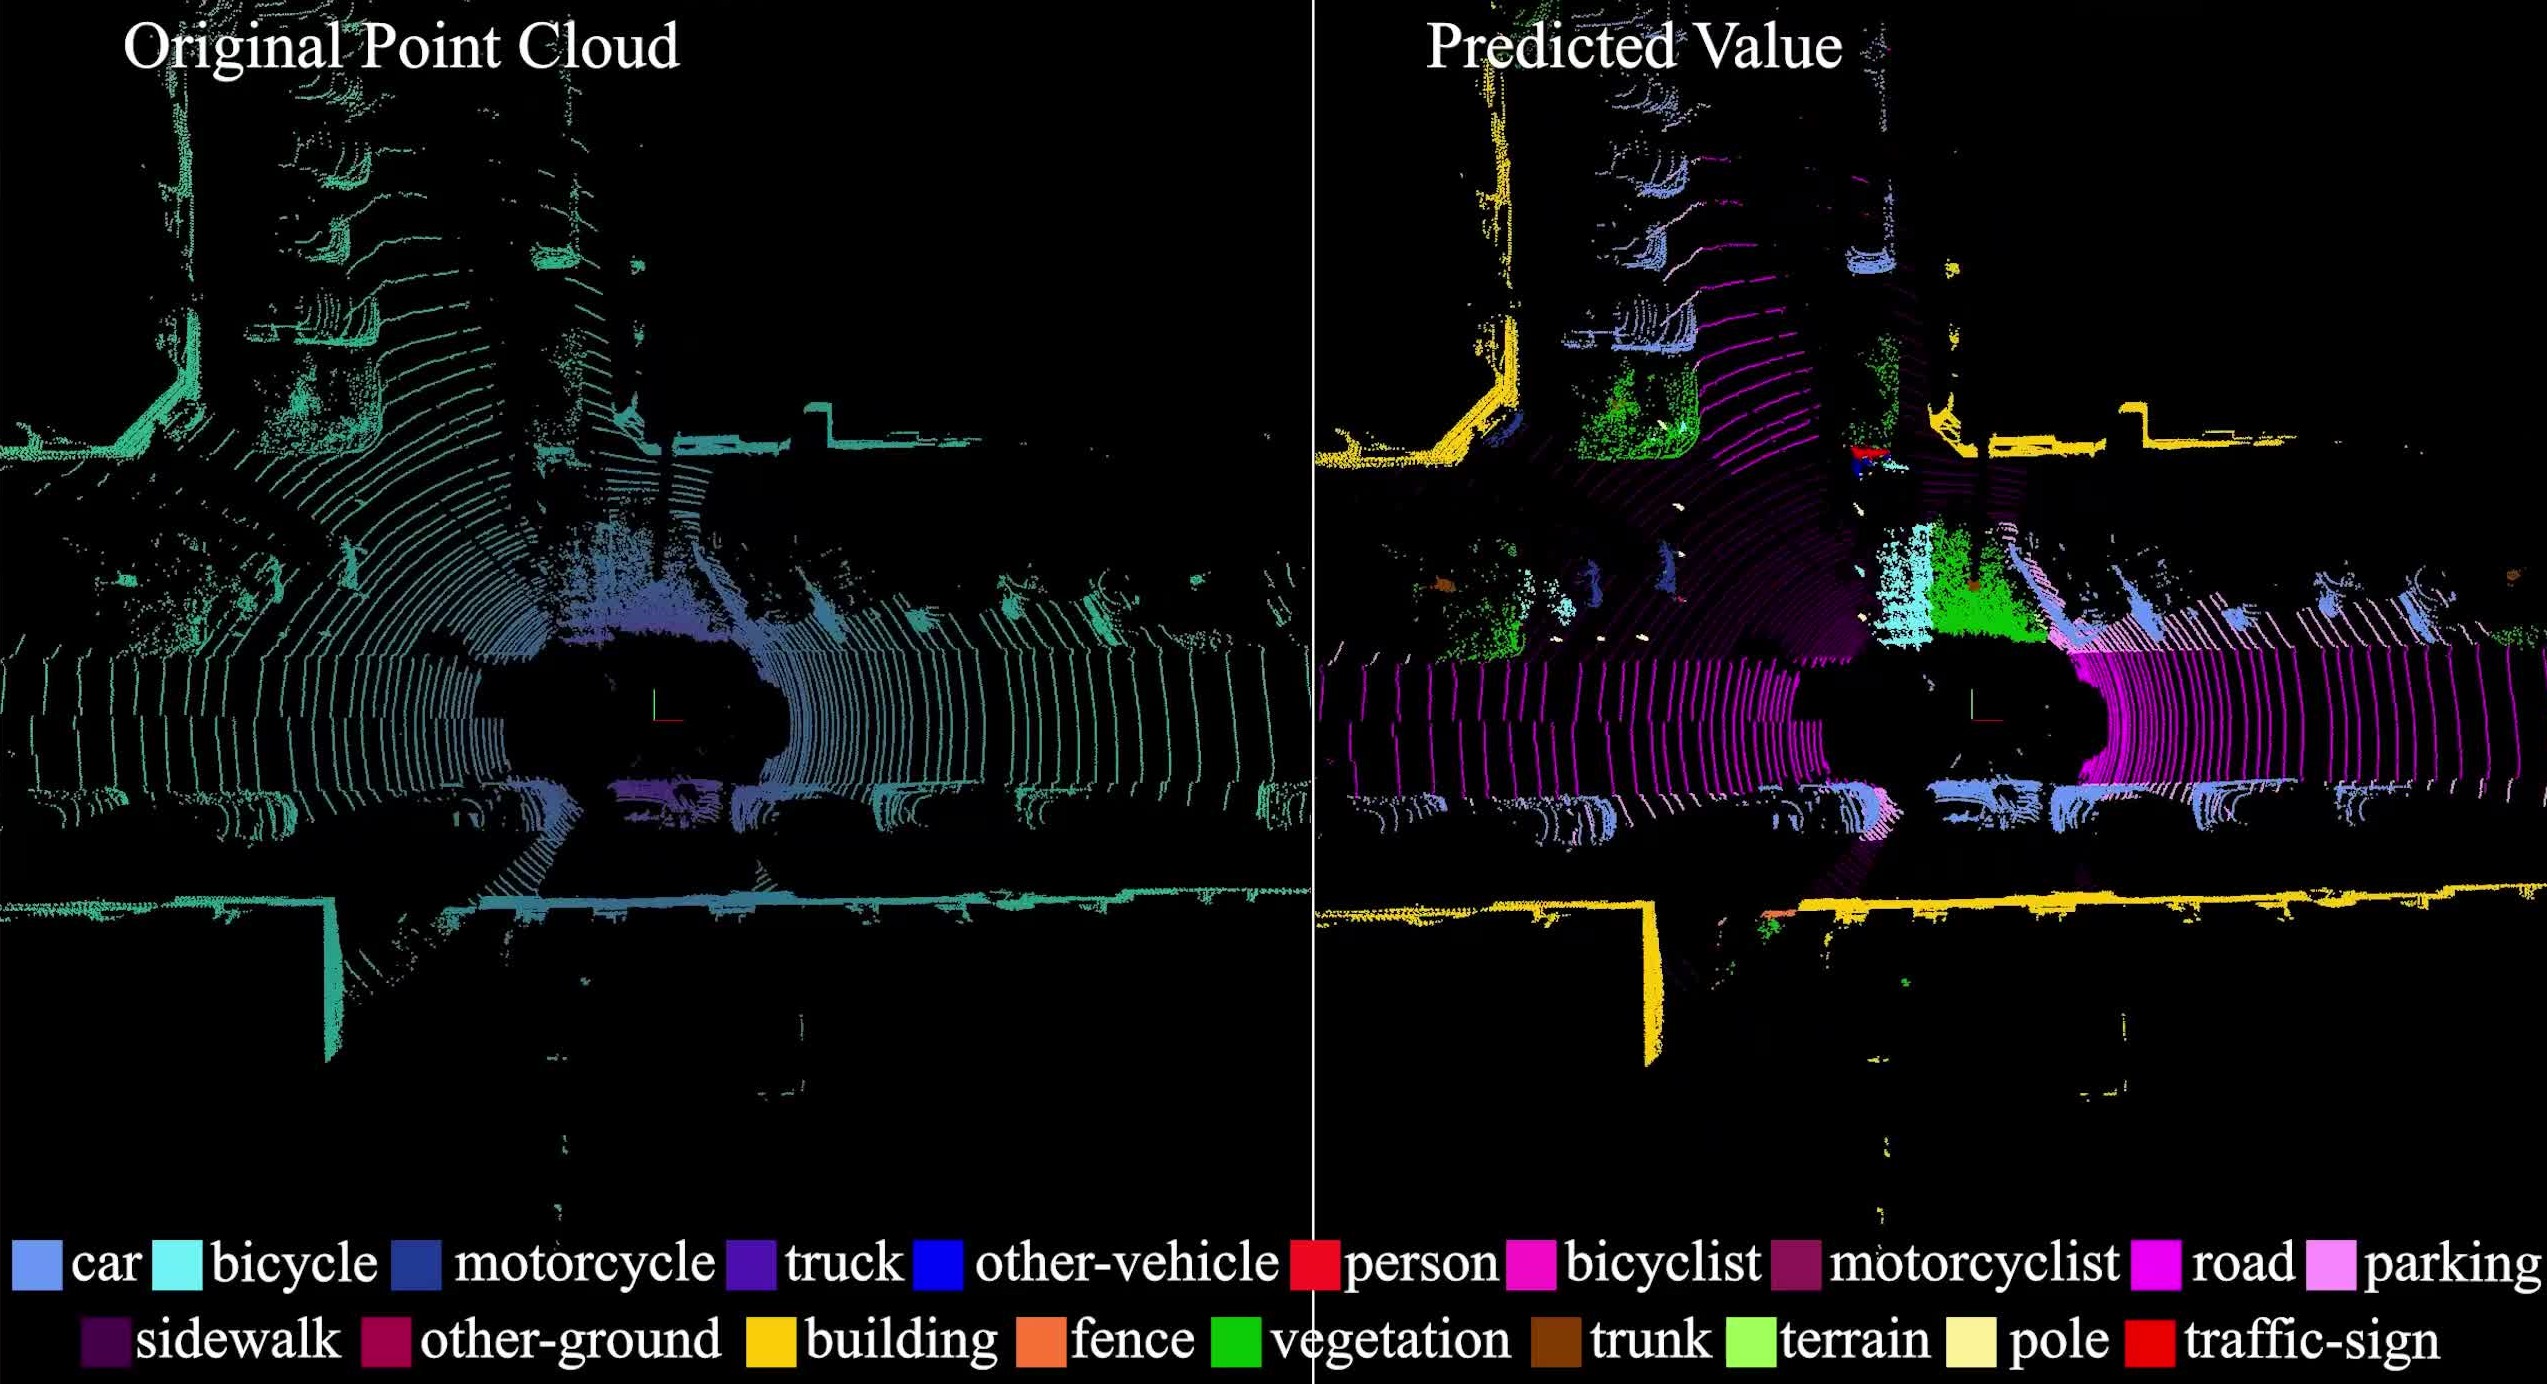 Original Point Cloud
Predicted Value
car bicycle motorcycle truck other-vehicle person bicyclist motorcyclist road parking
sidewalk other-ground building fence vegetation trunk terrain pole traffic-sign